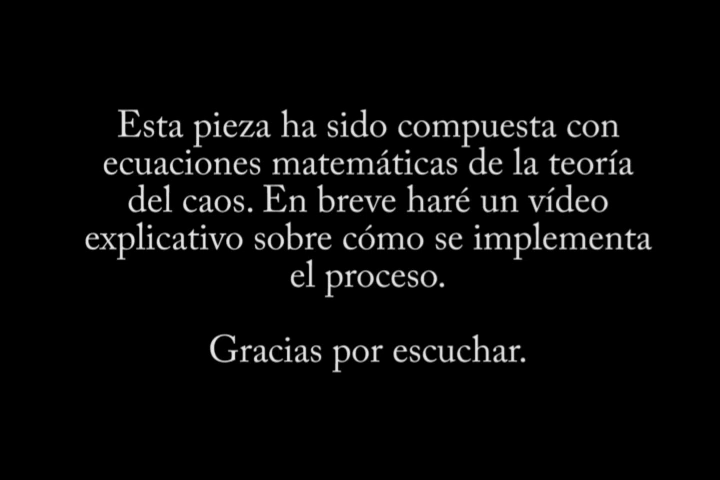 Esta pieza ha sido compuesta con
ecuaciones matemáticas de la teoría
del caos. En breve haré un vídeo
explicativo sobre cómo se implementa
el proceso.
Gracias por escuchar.